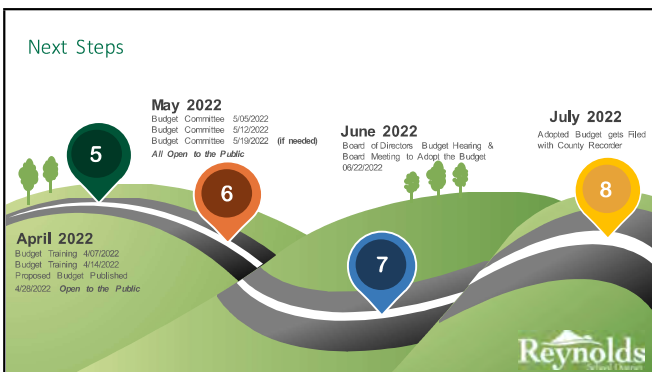 Next Steps
5
April 2022
Budget Training 4/07/2022
Budget Training 4/14/2022
Proposed Budget Published
4/28/2022 Open to the Public
May 2022
Budget Committee 5/05/2022
Budget Committee 5/12/2022
Budget Committee 5/19/2022 (if needed)
All Open to the Public
6
June 2022
Board of Directors Budget Hearing &
Board Meeting to Adopt the Budget
06/22/2022
7
July 2022
Adopted Budget gets Filed
with County Recorder
8
Reynolds
School District